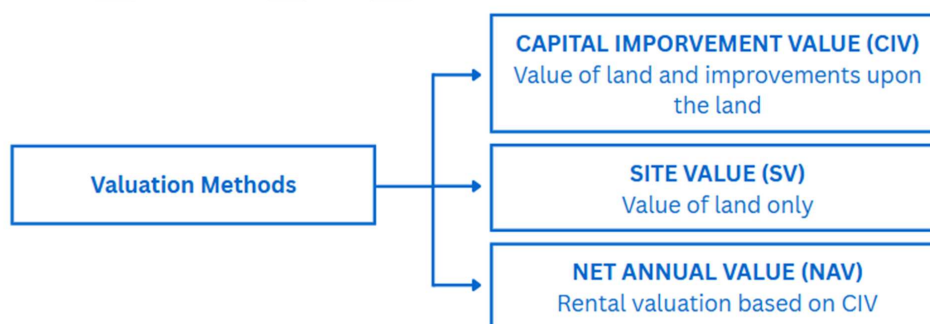 Valuation Methods
CAPITAL IMPORVEMENT VALUE (CIV)
Value of land and improvements upon
the land
SITE VALUE (SV)
Value of land only
NET ANNUAL VALUE (NAV)
Rental valuation based on CIV